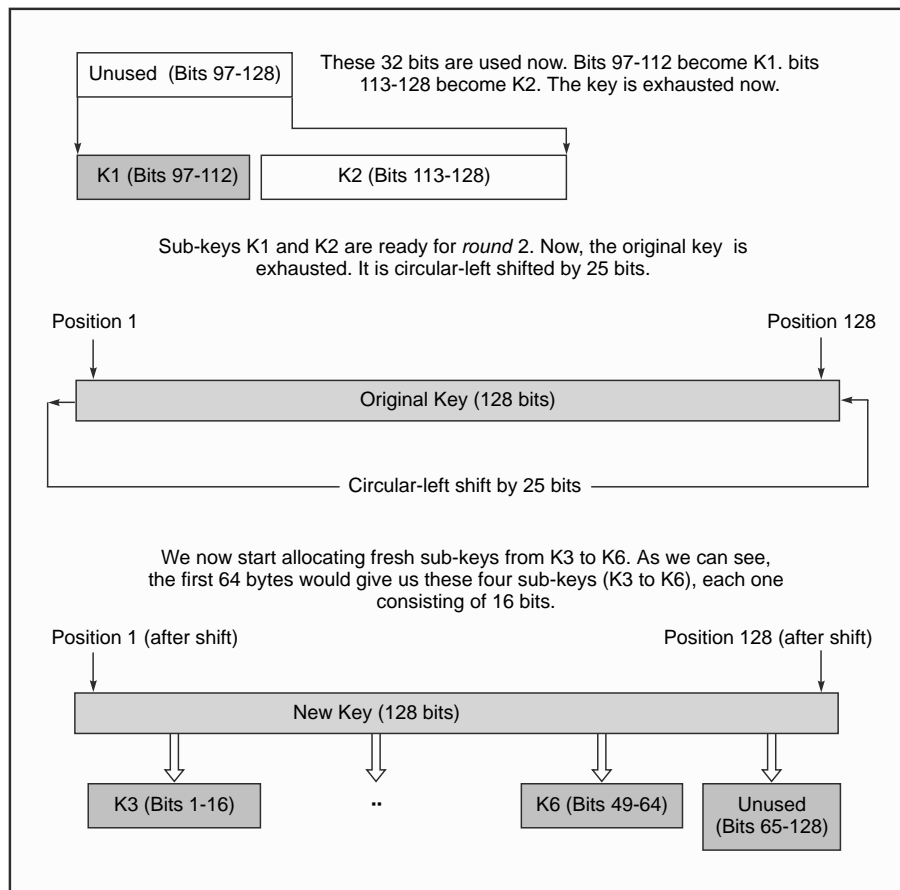 Unused (Bits 97-128)
These 32 bits are used now. Bits 97-112 become K1. bits
113-128 become K2. The key is exhausted now.
K1 (Bits 97-112)
K2 (Bits 113-128)
Sub-keys K1 and K2 are ready for round 2. Now, the original key is
exhausted. It is circular-left shifted by 25 bits.
Position 1
Position 128
Original Key (128 bits)
Circular-left shift by 25 bits
We now start allocating fresh sub-keys from K3 to K6. As we can see,
the first 64 bytes would give us these four sub-keys (K3 to K6), each one
consisting of 16 bits.
Position 1 (after shift)
Position 128 (after shift)
New Key (128 bits)
K3 (Bits 1-16)
..
K6 (Bits 49-64)
Unused
(Bits 65-128)